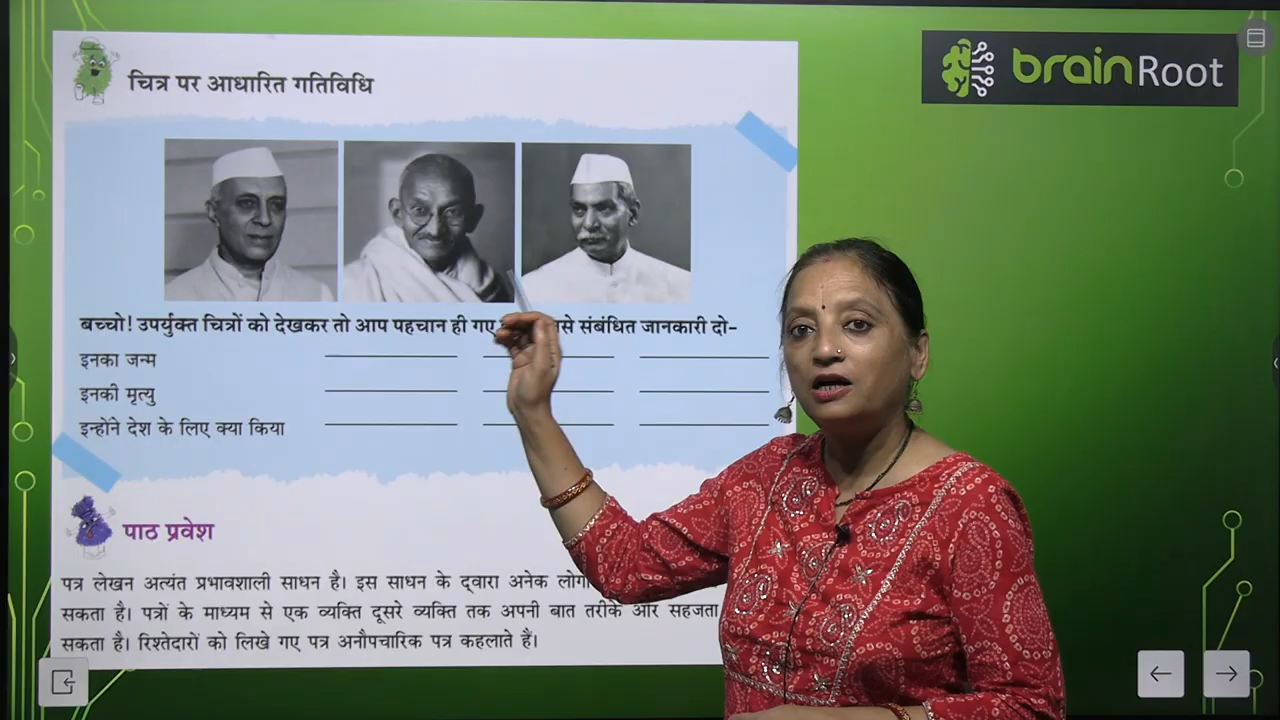 चित्र पर आधारित गतिविधि
brainRoot
बच्चो! उपर्युक्त चित्रों को देखकर तो आप पहचान ही गए संबंधित जानकारी दो-
इनका जन्म
इनकी मृत्यु
इन्होंने देश के लिए क्या किया
पाठ प्रवेश
पत्र लेखन अत्यंत प्रभावशाली साधन है। इस साधन के द्वारा अनेक
सकता है। पत्रों के माध्यम से एक व्यक्ति दूसरे व्यक्ति तक अपनी बात तरीके और सहजता
सकता है। रिश्तेदारों को लिखे गए पत्र अनौपचारिक पत्र कहलाते हैं।